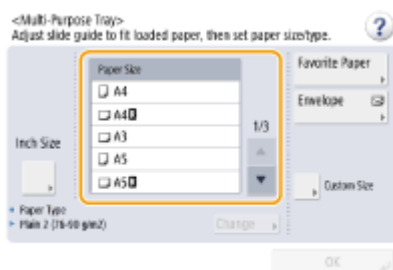 <Multi-Purpose Tray>
Adjust slide guide to fit loaded paper, then set paper size/type.
?
Paper Size
A4
A4R
A3
A5
A5R
1/3
Favorite Paper
Envelope
Inch Size
Custom Size
Paper Type
Plain 2 (76-90 g/m2)
Change
OK